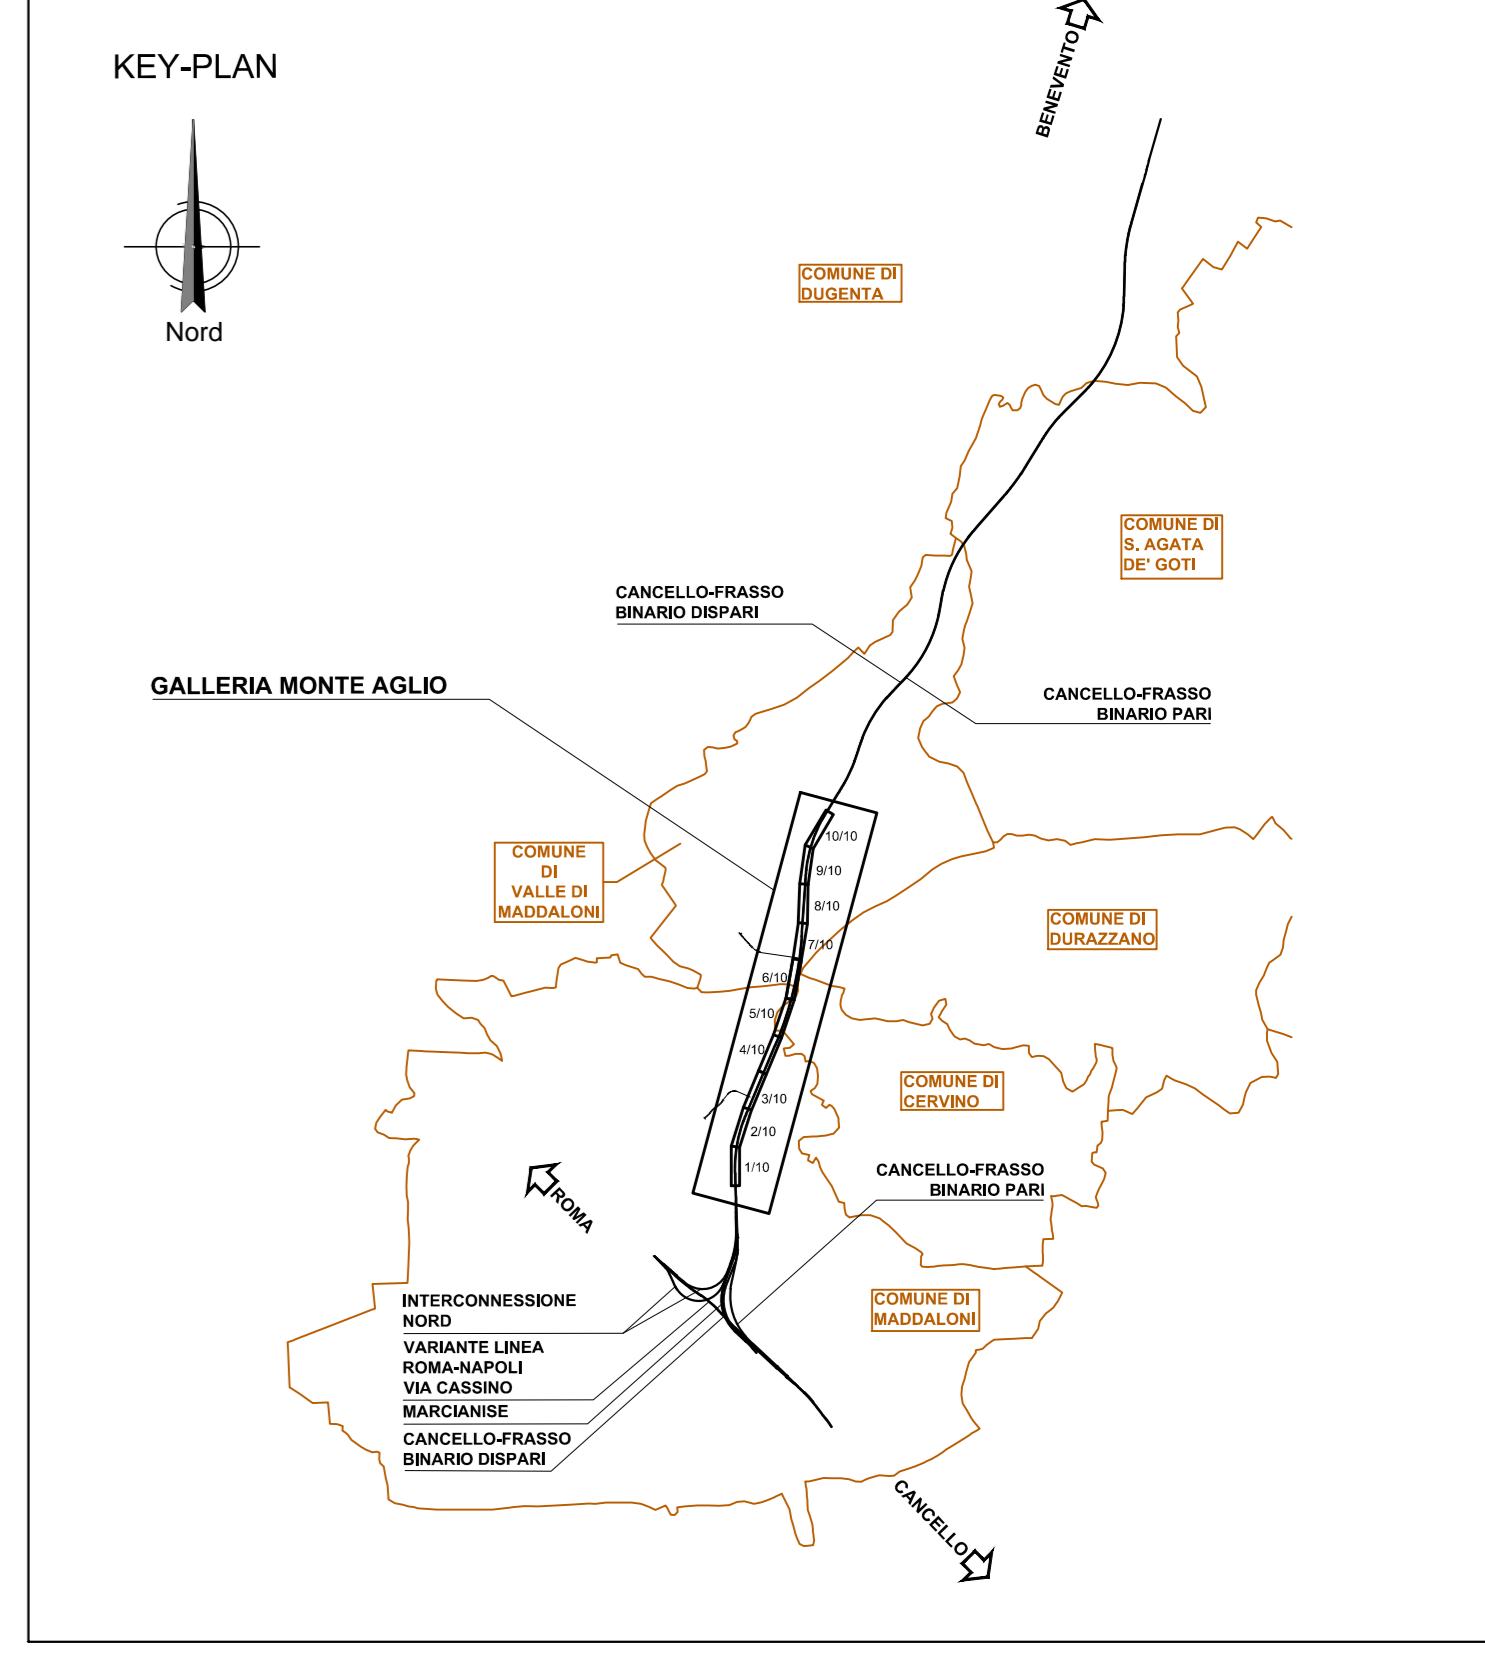 KEY-PLAN
Nord
BENEVENTO
COMUNE DI
DUGENTA
COMUNE DI
S. AGATA
DE' GOTI
CANCELLO-FRASSO
BINARIO DISPARI
GALLERIA MONTE AGLIO
CANCELLO-FRASSO
BINARIO PARI
10/10
9/10
8/10
7/10
6/10
5/10
4/10
3/10
2/10
1/10
COMUNE
DI
VALLE DI
MADDALONI
COMUNE DI
DURAZZANO
COMUNE DI
CERVINO
CANCELLO-FRASSO
BINARIO PARI
ROMA
INTERCONNESSIONE
NORD
VARIANTE LINEA
ROMA-NAPOLI
VIA CASSINO
MARCIANISE
CANCELLO-FRASSO
BINARIO DISPARI
COMUNE DI
MADDALONI
CANCELLO